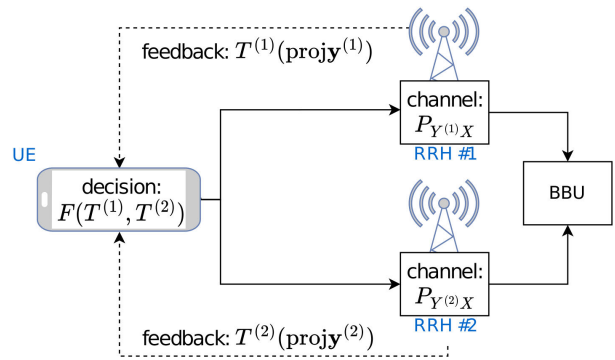 feedback: T⁽¹⁾(proj𝐲⁽¹⁾)
channel:
P_{Y⁽¹⁾X}
RRH #1
UE
decision:
F(T⁽¹⁾, T⁽²⁾)
BBU
channel:
P_{Y⁽²⁾X}
RRH #2
feedback: T⁽²⁾(proj𝐲⁽²⁾)